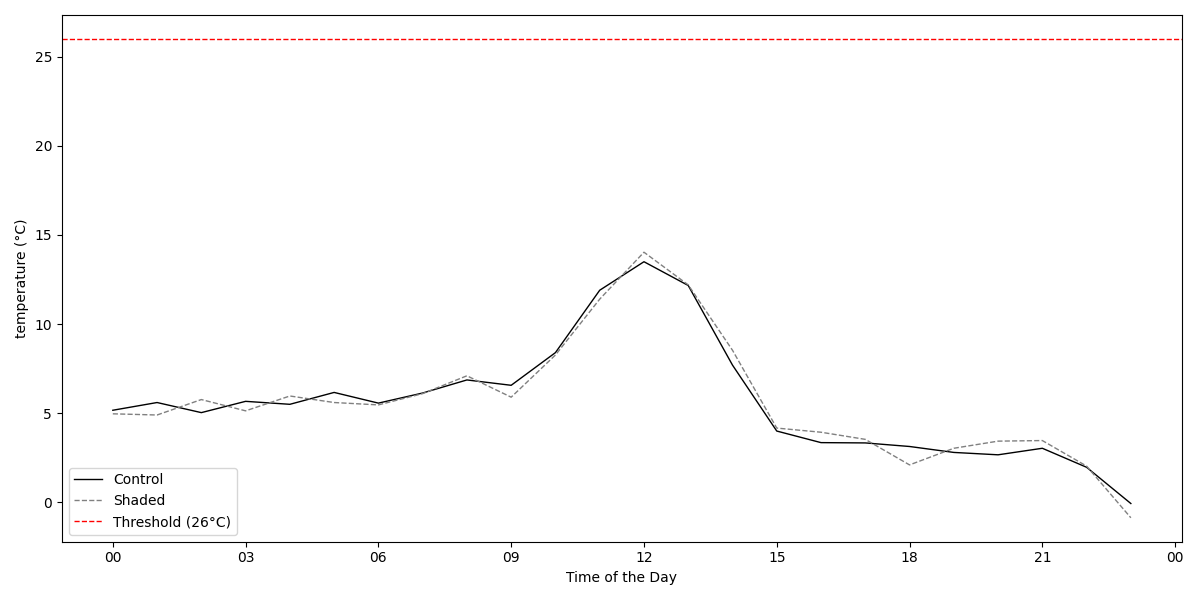 25
20
15
10
5
0
temperature (°C)
Control
Shaded
Threshold (26°C)
00 03 06 09 12 15 18 21 00
Time of the Day